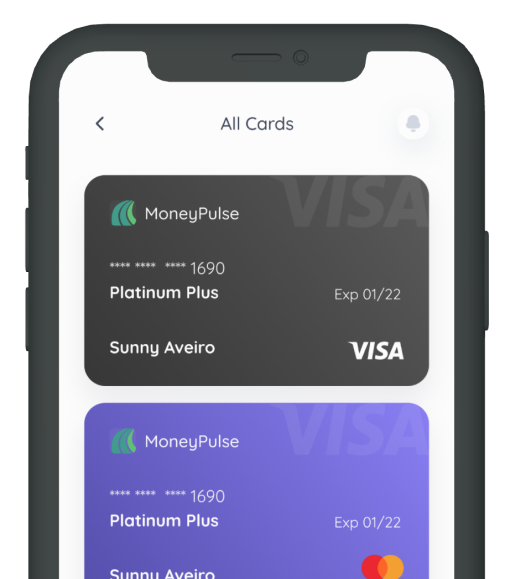 All Cards
VISA
MoneyPulse
**** **** **** 1690
Platinum Plus
Exp 01/22
Sunny Aveiro
VISA
VISA
MoneyPulse
**** **** **** 1690
Platinum Plus
Exp 01/22
Sunny Aveiro